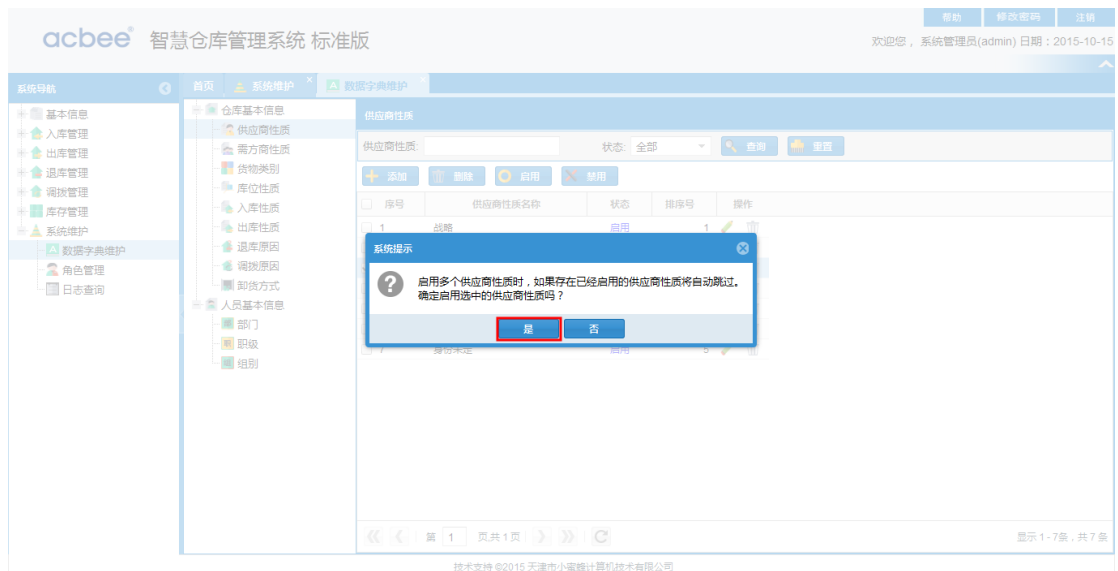 帮助 修改密码 注销
acbee® 智慧仓库管理系统 标准版
欢迎您，系统管理员(admin) 日期：2015-10-15
系统导航
首页 系统维护 数据字典维护
基本信息
入库管理
出库管理
退库管理
调拨管理
库存管理
系统维护
数据字典维护
角色管理
日志查询
仓库基本信息
供应商性质
需方商性质
货物类别
库位性质
入库性质
出库性质
退库原因
调拨原因
卸货方式
人员基本信息
部门
职级
组别
供应商性质
供应商性质: 状态: 全部 查询 重置
添加 删除 启用 禁用
序号 供应商性质名称 状态 排序号 操作
1 战略 启用 1
系统提示
启用多个供应商性质时，如果存在已经启用的供应商性质将自动跳过。
确定启用选中的供应商性质吗？
是 否
7 身份未定 启用 5
第 1 页,共 1 页
显示 1 - 7条，共 7 条
技术支持 ©2015 天津市小蜜蜂计算机技术有限公司